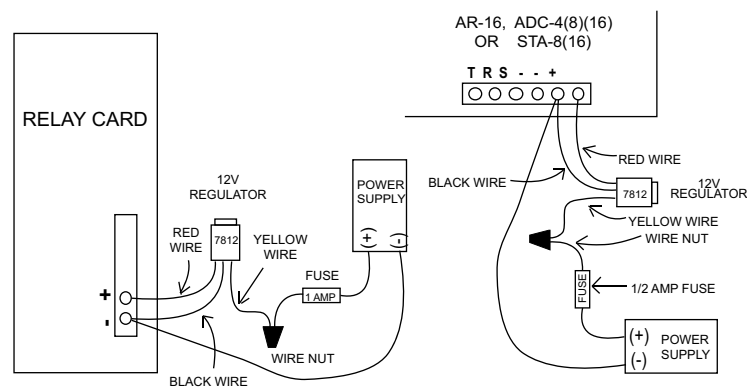 RELAY CARD
+
-
RED
WIRE
12V
REGULATOR
7812
YELLOW
WIRE
BLACK WIRE
WIRE NUT
FUSE
1 AMP
POWER
SUPPLY
(+)
(-)
AR-16, ADC-4(8)(16)
OR STA-8(16)
T R S - - +
BLACK WIRE
RED WIRE
7812
12V
REGULATOR
YELLOW WIRE
WIRE NUT
FUSE
1/2 AMP FUSE
(+)
(-)
POWER
SUPPLY